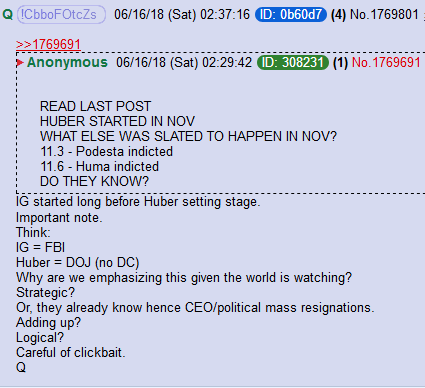 Q !CbboFOtcZs 06/16/18 (Sat) 02:37:16 ID: 0b60d7 (4) No.1769801
>>1769691
Anonymous 06/16/18 (Sat) 02:29:42 ID: 308231 (1) No.1769691
READ LAST POST
HUBER STARTED IN NOV
WHAT ELSE WAS SLATED TO HAPPEN IN NOV?
11.3 - Podesta indicted
11.6 - Huma indicted
DO THEY KNOW?
IG started long before Huber setting stage.
Important note.
Think:
IG = FBI
Huber = DOJ (no DC)
Why are we emphasizing this given the world is watching?
Strategic?
Or, they already know hence CEO/political mass resignations.
Adding up?
Logical?
Careful of clickbait.
Q